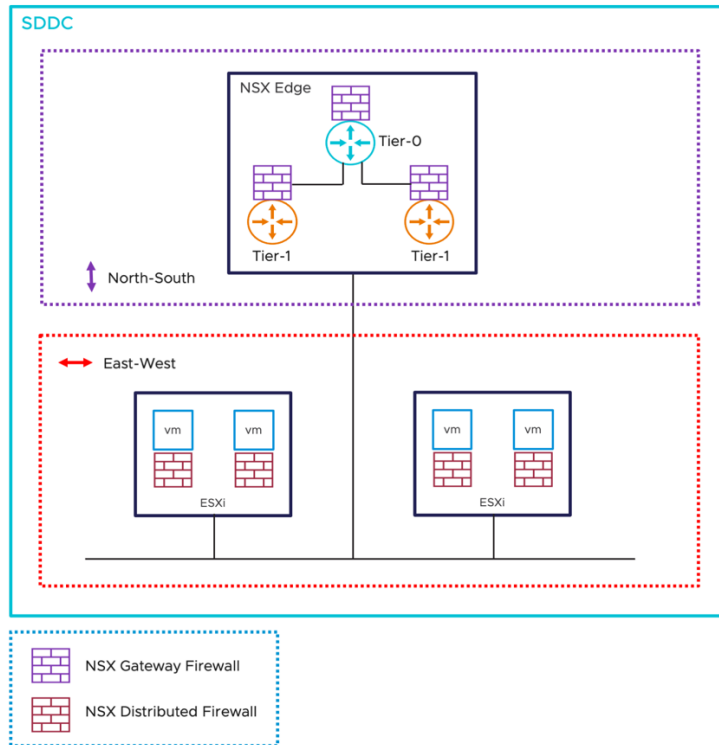 SDDC
NSX Edge
Tier-0
Tier-1
Tier-1
North-South
East-West
vm
vm
vm
vm
ESXi
ESXi
NSX Gateway Firewall
NSX Distributed Firewall